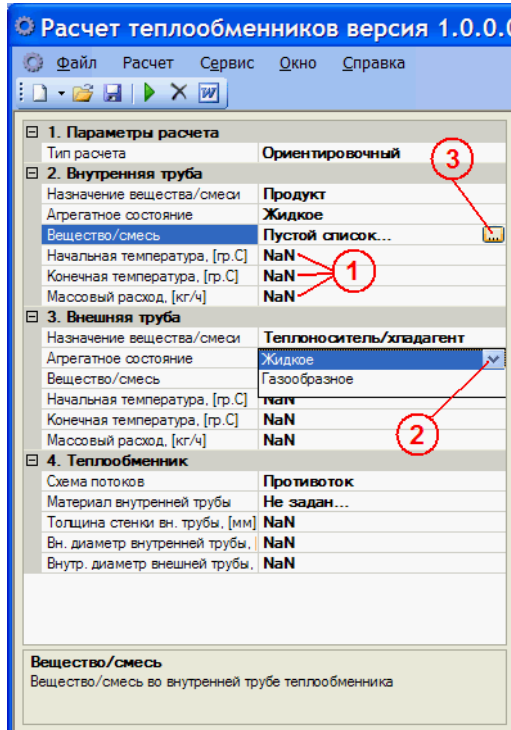 Расчет теплообменников версия 1.0.0.0
Файл Расчет Сервис Окно Справка
1. Параметры расчета
Тип расчета Ориентировочный
3
2. Внутренняя труба
Назначение вещества/смеси Продукт
Агрегатное состояние Жидкое
Вещество/смесь Пустой список... ...
Начальная температура, [гр.С] NaN
Конечная температура, [гр.С] NaN 1
Массовый расход, [кг/ч] NaN
3. Внешняя труба
Назначение вещества/смеси Теплоноситель/хладагент
Агрегатное состояние Жидкое
Вещество/смесь Газообразное
Начальная температура, [гр.С] NaN
Конечная температура, [гр.С] NaN 2
Массовый расход, [кг/ч] NaN
4. Теплообменник
Схема потоков Противоток
Материал внутренней трубы Не задан...
Толщина стенки вн. трубы, [мм] NaN
Вн. диаметр внутренней трубы, [ NaN
Внутр. диаметр внешней трубы, NaN
Вещество/смесь
Вещество/смесь во внутренней трубе теплообменника